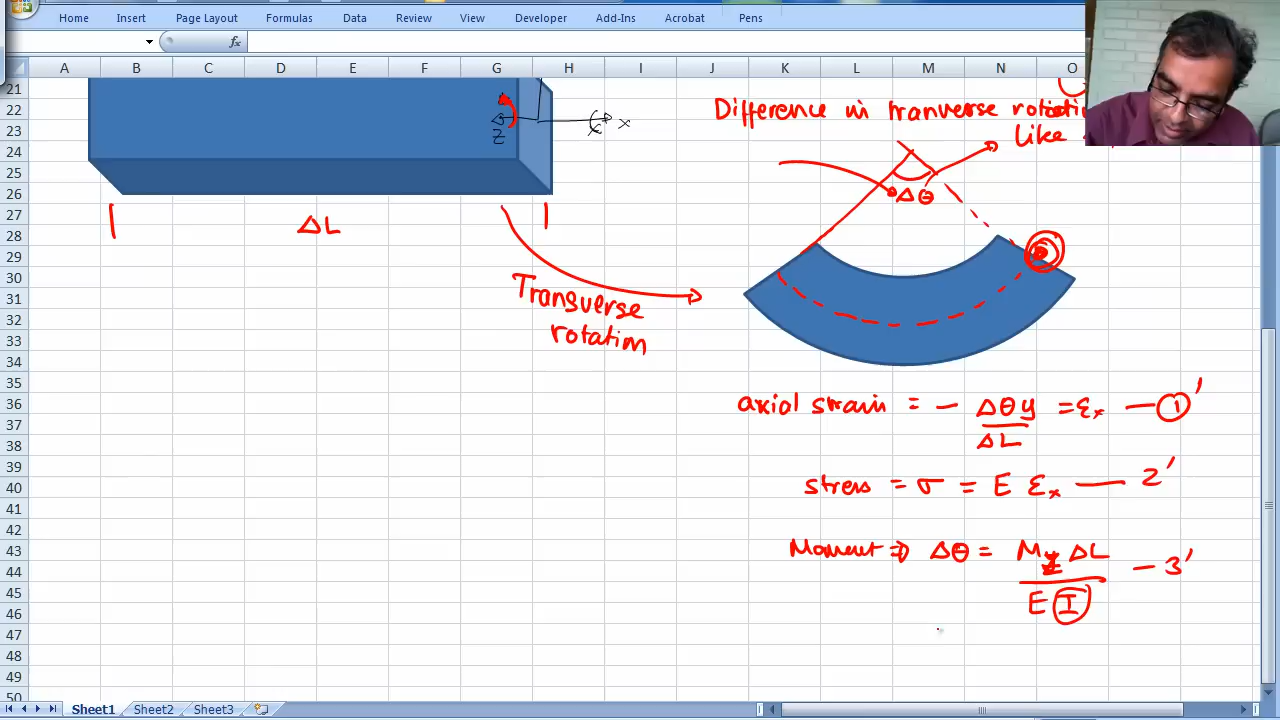 Home Insert Page Layout Formulas Data Review View Developer Add-Ins Acrobat Pens
fx
A B C D E F G H I J K L M N O
21
22
23
24
25
26
27
28
29
30
31
32
33
34
35
36
37
38
39
40
41
42
43
44
45
46
47
48
49
50
Difference in tranverse rotation
like
z
x
Δθ
ΔL
Transverse
rotation
axial strain = - Δθy/ΔL = εx — 1'
stress = σ = E εx — 2'
Moment ⇒ Δθ = Mz ΔL / E I — 3'
Sheet1 Sheet2 Sheet3